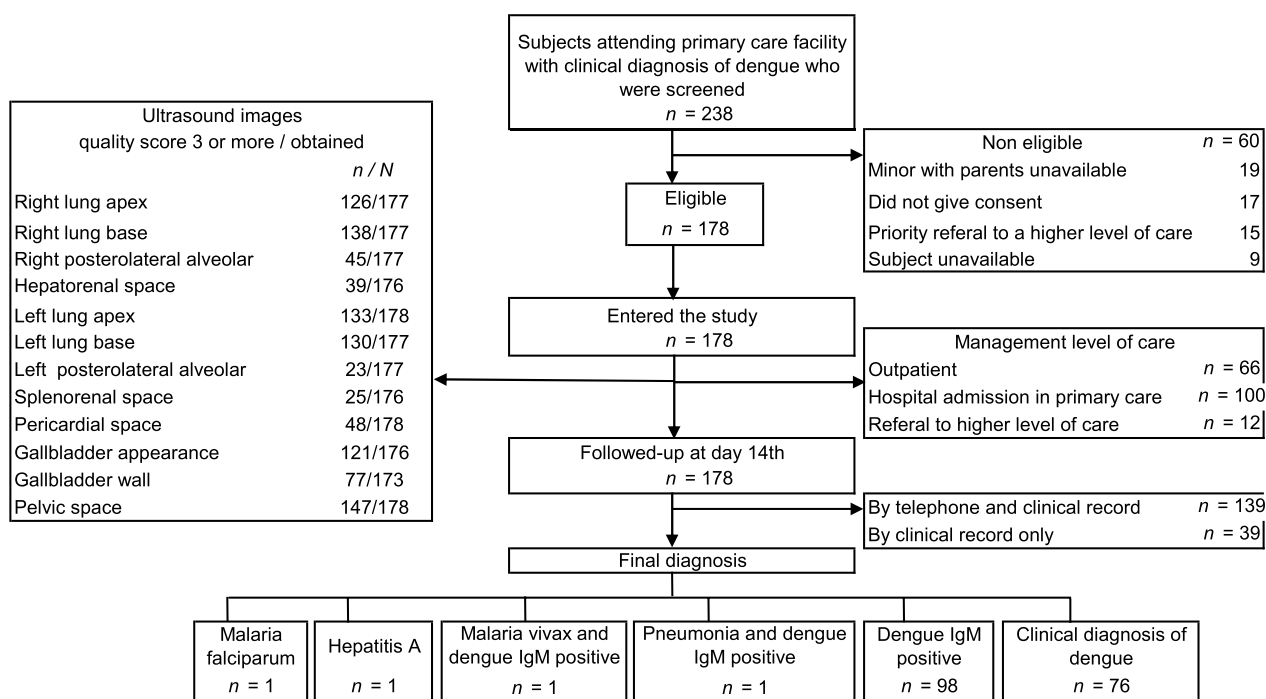 Subjects attending primary care facility
with clinical diagnosis of dengue who
were screened
n = 238
Ultrasound images
quality score 3 or more / obtained
n / N
Right lung apex 126/177
Right lung base 138/177
Right posterolateral alveolar 45/177
Hepatorenal space 39/176
Left lung apex 133/178
Left lung base 130/177
Left posterolateral alveolar 23/177
Splenorenal space 25/176
Pericardial space 48/178
Gallbladder appearance 121/176
Gallbladder wall 77/173
Pelvic space 147/178
Non eligible n = 60
Minor with parents unavailable 19
Did not give consent 17
Priority referal to a higher level of care 15
Subject unavailable 9
Eligible
n = 178
Entered the study
n = 178
Management level of care
Outpatient n = 66
Hospital admission in primary care n = 100
Referal to higher level of care n = 12
Followed-up at day 14th
n = 178
By telephone and clinical record n = 139
By clinical record only n = 39
Final diagnosis
Malaria
falciparum
n = 1
Hepatitis A
n = 1
Malaria vivax and
dengue IgM positive
n = 1
Pneumonia and dengue
IgM positive
n = 1
Dengue IgM
positive
n = 98
Clinical diagnosis of
dengue
n = 76